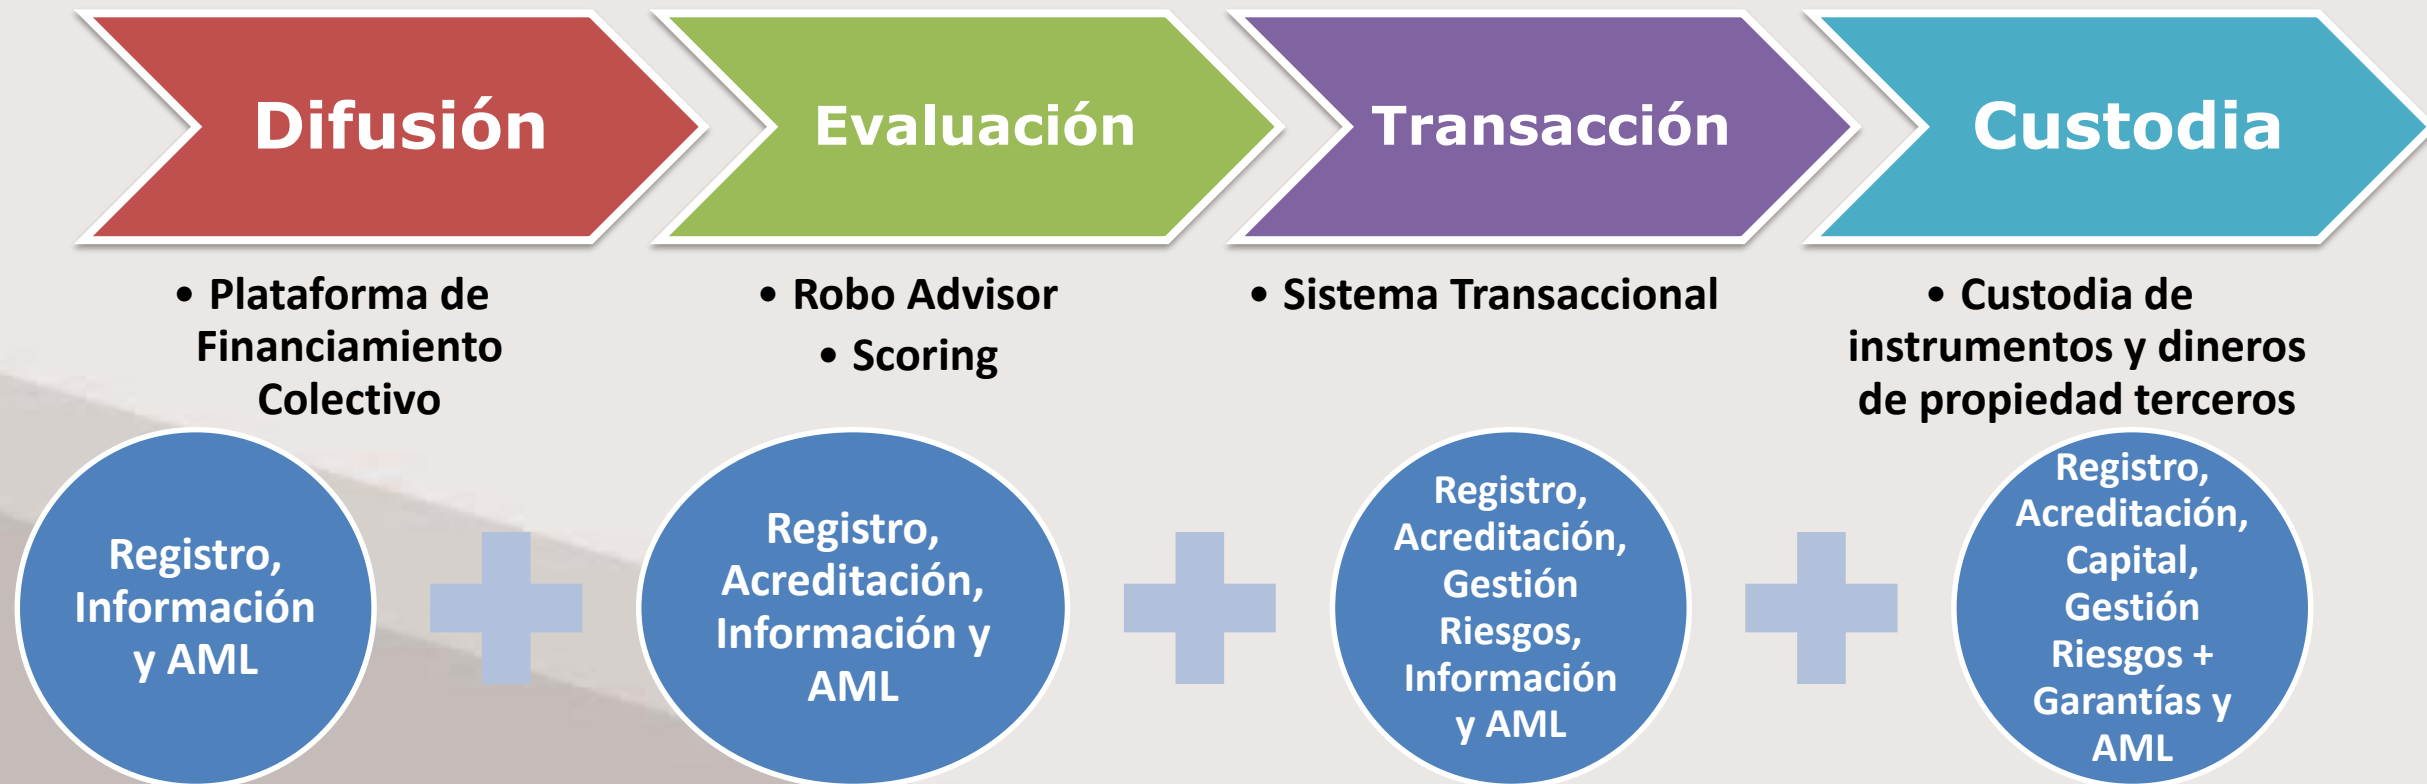 Difusión
Evaluación
Transacción
Custodia
• Plataforma de
Financiamiento
Colectivo
• Robo Advisor
• Scoring
• Sistema Transaccional
• Custodia de
instrumentos y dineros
de propiedad terceros
Registro,
Información
y AML
Registro,
Acreditación,
Información y
AML
Registro,
Acreditación,
Gestión
Riesgos,
Información
y AML
Registro,
Acreditación,
Capital,
Gestión
Riesgos +
Garantías y
AML